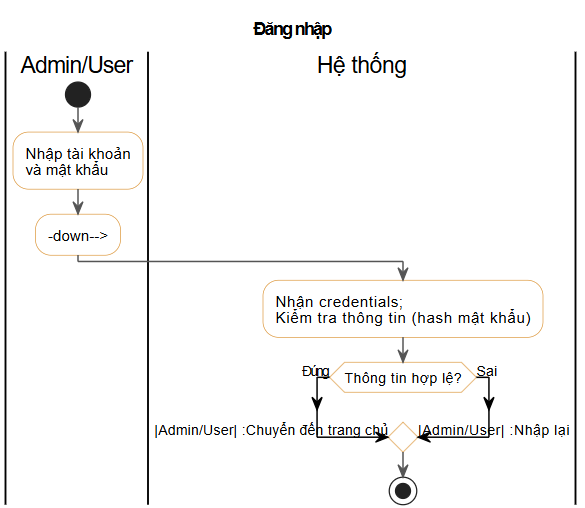 Đăng nhập
Admin/User
Hệ thống
Nhập tài khoản
và mật khẩu
-down-->
Nhận credentials;
Kiểm tra thông tin (hash mật khẩu)
Đúng
Thông tin hợp lệ?
Sai
|Admin/User| :Chuyển đến trang chủ
|Admin/User| :Nhập lại